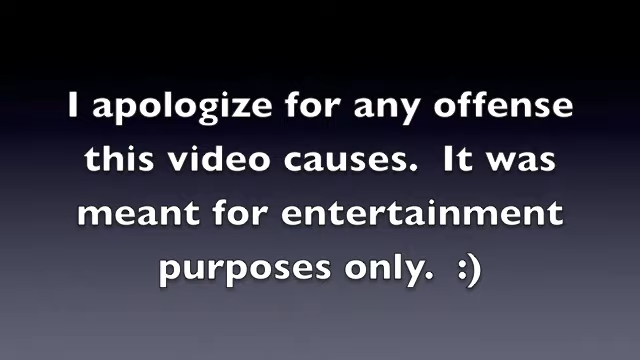 I apologize for any offense
this video causes.  It was
meant for entertainment
purposes only.  :)